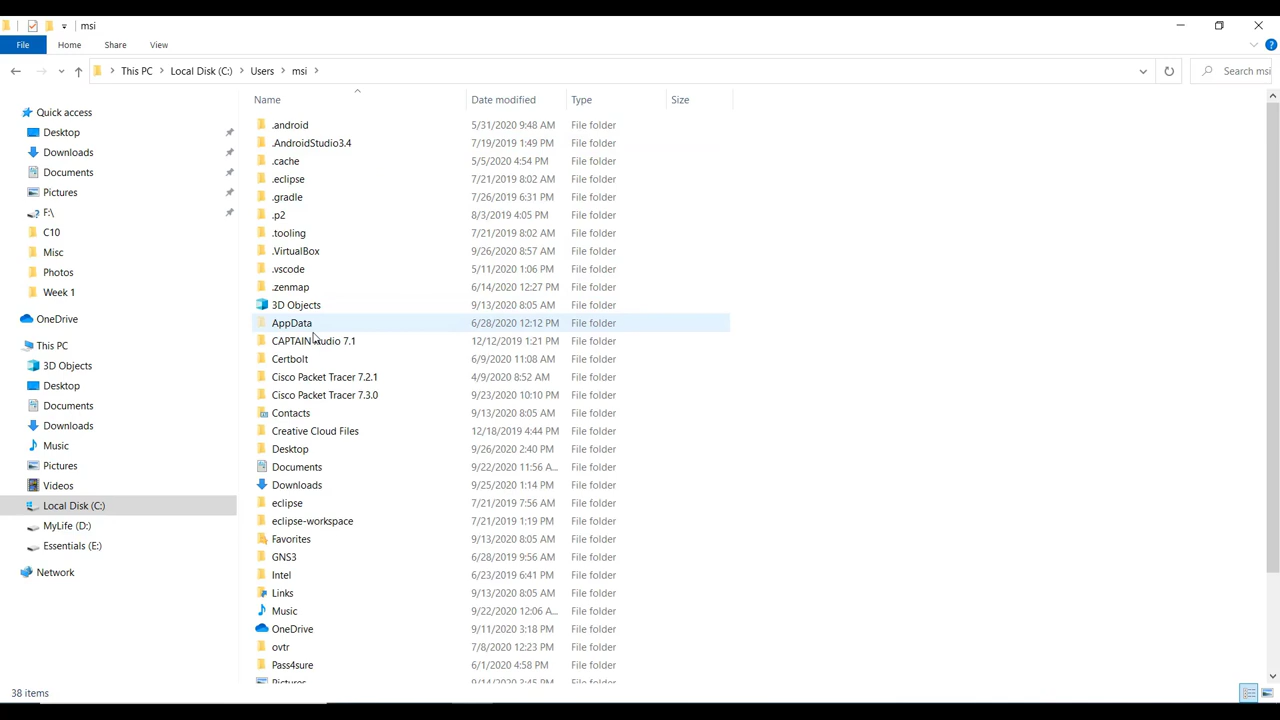 msi
File Home Share View
This PC Local Disk (C:) Users msi Search msi
Name Date modified Type Size
Quick access
Desktop
Downloads
Documents
Pictures
F:\
C10
Misc
Photos
Week 1
OneDrive
This PC
3D Objects
Desktop
Documents
Downloads
Music
Pictures
Videos
Local Disk (C:)
MyLife (D:)
Essentials (E:)
Network
.android 5/31/2020 9:48 AM File folder
.AndroidStudio3.4 7/19/2019 1:49 PM File folder
.cache 5/5/2020 4:54 PM File folder
.eclipse 7/21/2019 8:02 AM File folder
.gradle 7/26/2019 6:31 PM File folder
.p2 8/3/2019 4:05 PM File folder
.tooling 7/21/2019 8:02 AM File folder
.VirtualBox 9/26/2020 8:57 AM File folder
.vscode 5/11/2020 1:06 PM File folder
.zenmap 6/14/2020 12:27 PM File folder
3D Objects 9/13/2020 8:05 AM File folder
AppData 6/28/2020 12:12 PM File folder
CAPTAIN 7.1 12/12/2019 1:21 PM File folder
Certbolt 6/9/2020 11:08 AM File folder
Cisco Packet Tracer 7.2.1 4/9/2020 8:52 AM File folder
Cisco Packet Tracer 7.3.0 9/23/2020 10:10 PM File folder
Contacts 9/13/2020 8:05 AM File folder
Creative Cloud Files 12/18/2019 4:44 PM File folder
Desktop 9/26/2020 2:40 PM File folder
Documents 9/22/2020 11:56 A... File folder
Downloads 9/25/2020 1:14 PM File folder
eclipse 7/21/2019 7:56 AM File folder
eclipse-workspace 7/21/2019 1:19 PM File folder
Favorites 9/13/2020 8:05 AM File folder
GNS3 6/28/2019 9:56 AM File folder
Intel 6/23/2019 6:41 PM File folder
Links 9/13/2020 8:05 AM File folder
Music 9/22/2020 12:06 A... File folder
OneDrive 9/11/2020 3:18 PM File folder
ovtr 7/8/2020 12:23 PM File folder
Pass4sure 6/1/2020 4:58 PM File folder
Pictures 9/14/2020 3:45 PM File folder
38 items